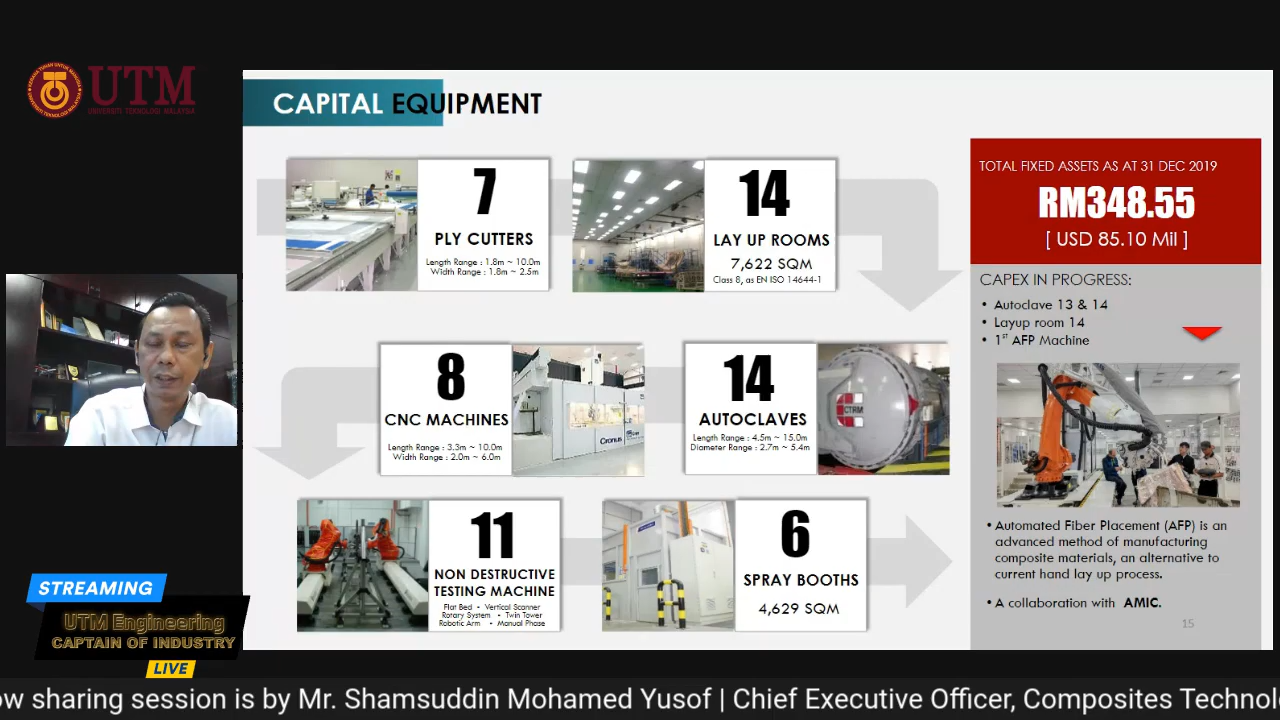 UTM
UNIVERSITI TEKNOLOGI MALAYSIA
CAPITAL EQUIPMENT
7
PLY CUTTERS
Length Range : 1.8m ~ 10.0m
Width Range : 1.8m ~ 2.5m
14
LAY UP ROOMS
7,622 SQM
Class 8, as EN ISO 14644-1
8
CNC MACHINES
Length Range : 3.3m ~ 10.0m
Width Range : 2.0m ~ 6.0m
Cronus
14
AUTOCLAVES
Length Range : 4.5m ~ 15.0m
Diameter Range : 2.7m ~ 5.4m
CTRM
11
NON DESTRUCTIVE
TESTING MACHINE
Flat Bed • Vertical Scanner
Rotary System • Twin Tower
Robotic Arm • Manual Phase
6
SPRAY BOOTHS
4,629 SQM
TOTAL FIXED ASSETS AS AT 31 DEC 2019
RM348.55
[ USD 85.10 Mil ]
CAPEX IN PROGRESS:
• Autoclave 13 & 14
• Layup room 14
• 1ST AFP Machine
• Automated Fiber Placement (AFP) is an
advanced method of manufacturing
composite materials, an alternative to
current hand lay up process.
• A collaboration with AMIC.
15
STREAMING
UTM Engineering
CAPTAIN OF INDUSTRY
LIVE
ow sharing session is by Mr. Shamsuddin Mohamed Yusof | Chief Executive Officer, Composites Technol